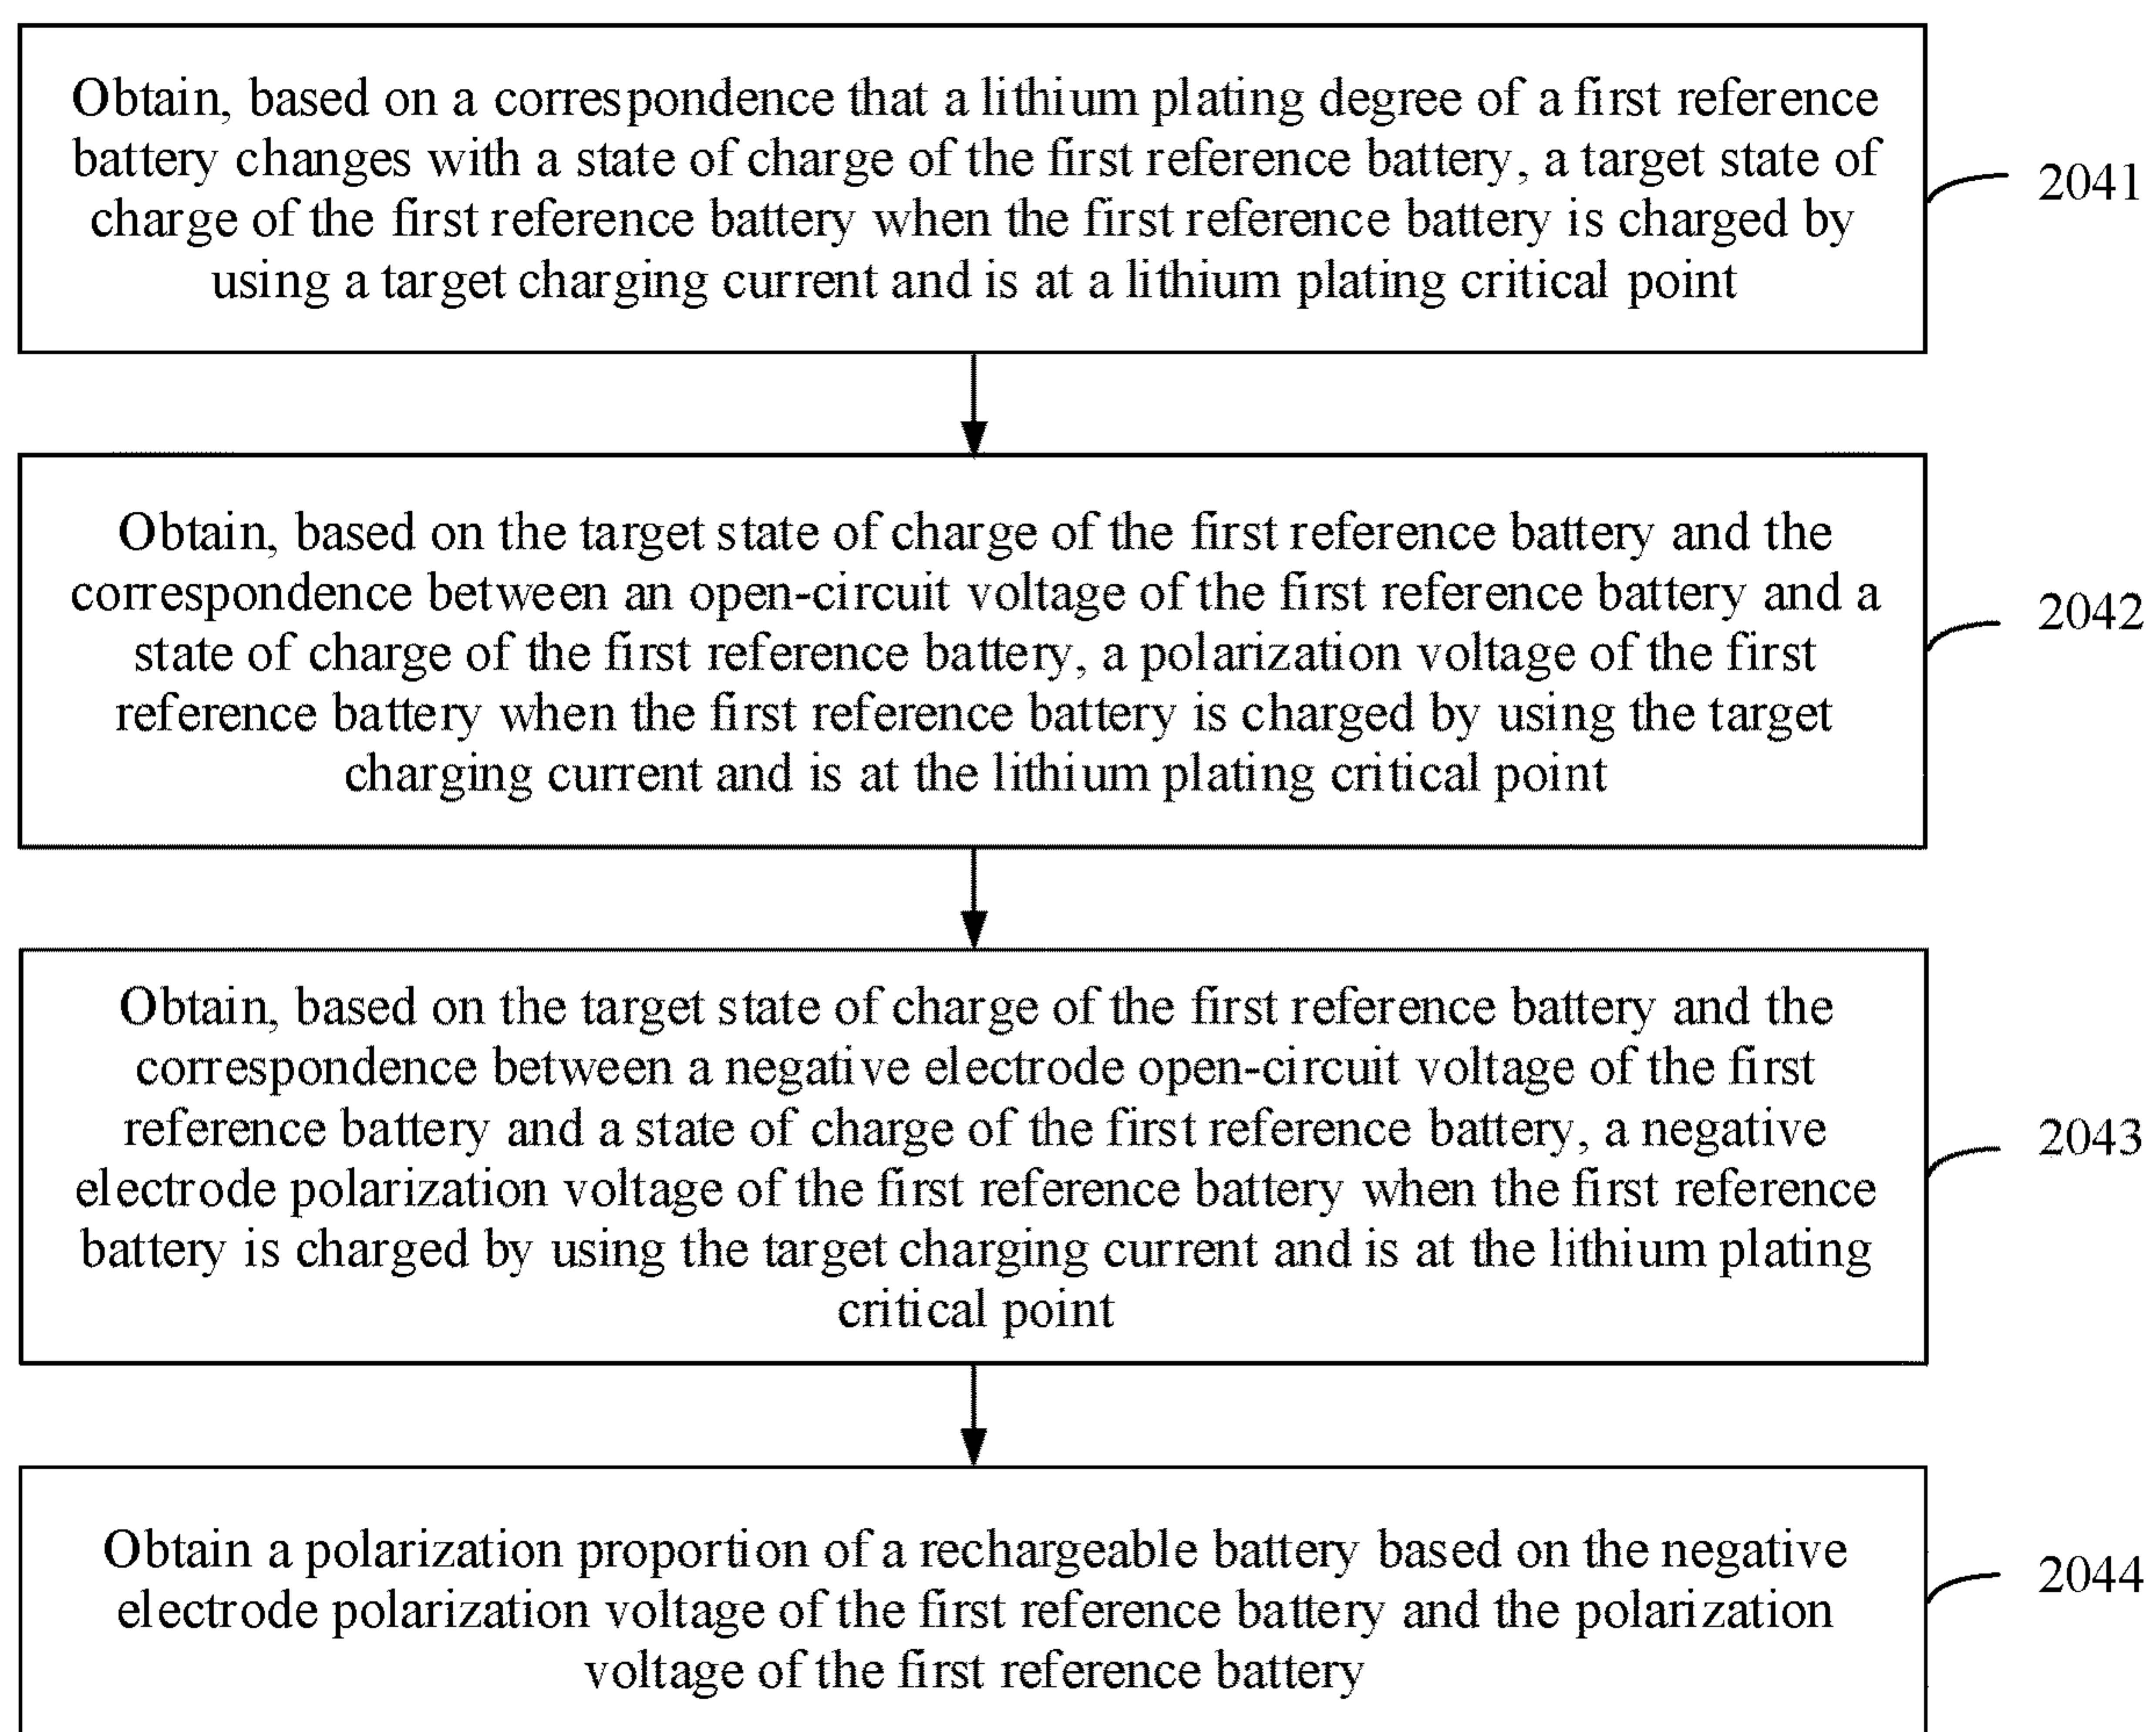 Obtain, based on a correspondence that a lithium plating degree of a first reference
battery changes with a state of charge of the first reference battery, a target state of
charge of the first reference battery when the first reference battery is charged by
using a target charging current and is at a lithium plating critical point
2041
Obtain, based on the target state of charge of the first reference battery and the
correspondence between an open-circuit voltage of the first reference battery and a
state of charge of the first reference battery, a polarization voltage of the first
reference battery when the first reference battery is charged by using the target
charging current and is at the lithium plating critical point
2042
Obtain, based on the target state of charge of the first reference battery and the
correspondence between a negative electrode open-circuit voltage of the first
reference battery and a state of charge of the first reference battery, a negative
electrode polarization voltage of the first reference battery when the first reference
battery is charged by using the target charging current and is at the lithium plating
critical point
2043
Obtain a polarization proportion of a rechargeable battery based on the negative
electrode polarization voltage of the first reference battery and the polarization
voltage of the first reference battery
2044